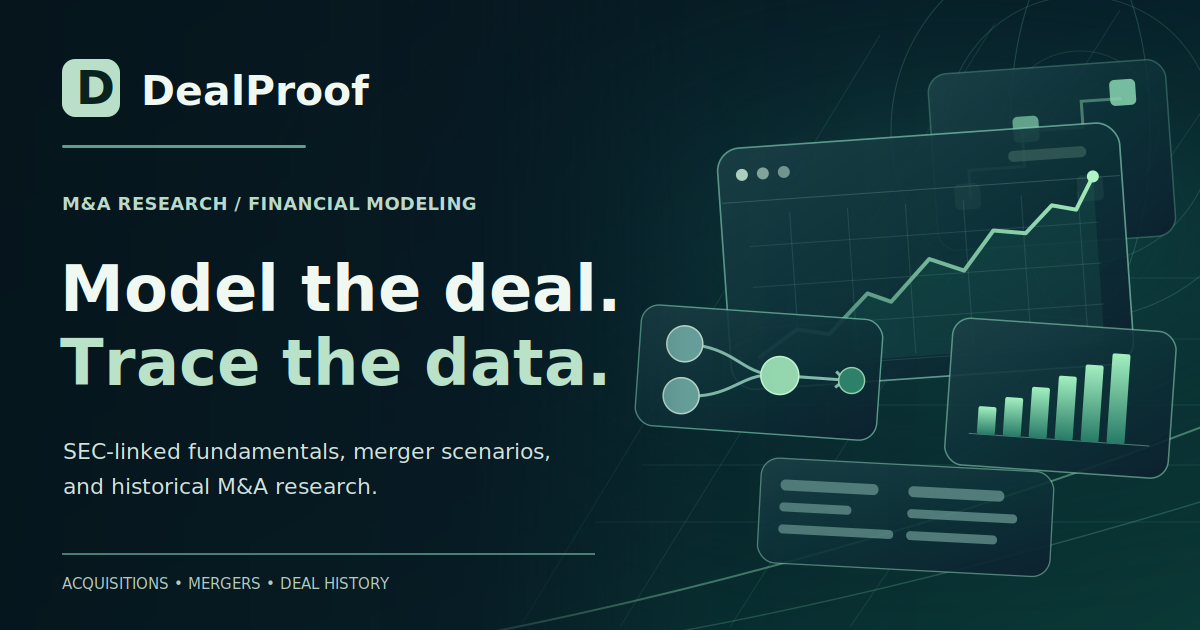 D DealProof
M&A RESEARCH / FINANCIAL MODELING
Model the deal.
Trace the data.
SEC-linked fundamentals, merger scenarios,
and historical M&A research.
ACQUISITIONS • MERGERS • DEAL HISTORY